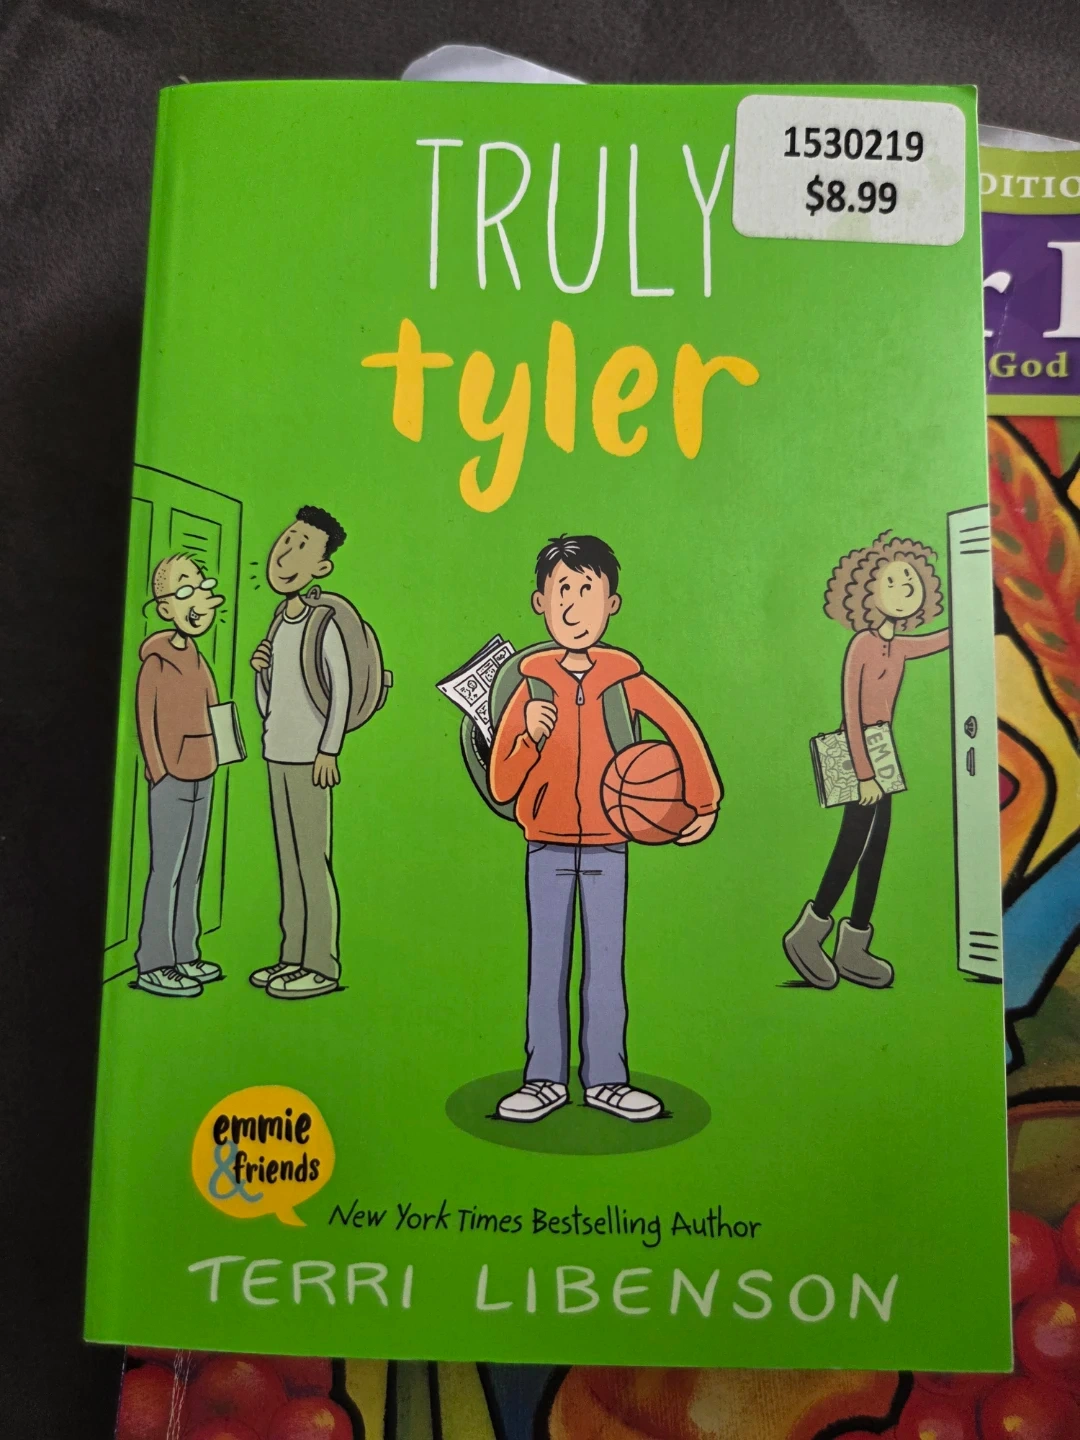 TRULY
tyler
1530219
$8.99
God
EMD
emmie
& friends
New York Times Bestselling Author
TERRI LIBENSON